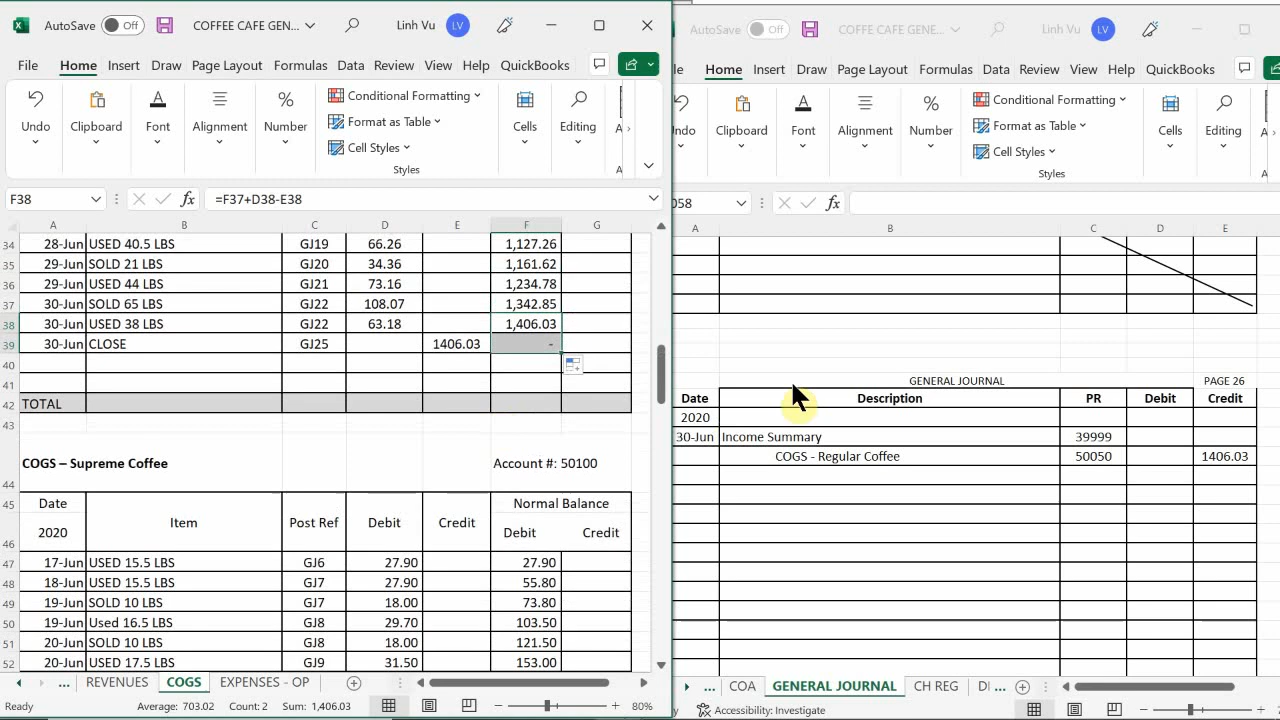 AutoSave Off COFFEE CAFE GEN... Linh Vu LV
File Home Insert Draw Page Layout Formulas Data Review View Help QuickBooks
Undo Clipboard Font Alignment Number Conditional Formatting Format as Table Cell Styles Cells Editing
Styles
F38 fx =F37+D38-E38
A B C D E F G
34 28-Jun USED 40.5 LBS GJ19 66.26 1,127.26
35 29-Jun SOLD 21 LBS GJ20 34.36 1,161.62
36 29-Jun USED 44 LBS GJ21 73.16 1,234.78
37 30-Jun SOLD 65 LBS GJ22 108.07 1,342.85
38 30-Jun USED 38 LBS GJ22 63.18 1,406.03
39 30-Jun CLOSE GJ25 1406.03 -
40
41
42 TOTAL
43
44 COGS – Supreme Coffee Account #: 50100
45 Date Item Post Ref Debit Credit Normal Balance
46 2020 Debit Credit
47 17-Jun USED 15.5 LBS GJ6 27.90 27.90
48 18-Jun USED 15.5 LBS GJ7 27.90 55.80
49 19-Jun SOLD 10 LBS GJ7 18.00 73.80
50 19-Jun Used 16.5 LBS GJ8 29.70 103.50
51 20-Jun SOLD 10 LBS GJ8 18.00 121.50
52 20-Jun USED 17.5 LBS GJ9 31.50 153.00
... REVENUES COGS EXPENSES - OP
Ready Average: 703.02 Count: 2 Sum: 1,406.03 80%
AutoSave Off COFFE CAFE GENE... Linh Vu LV
le Home Insert Draw Page Layout Formulas Data Review View Help QuickBooks
ndo Clipboard Font Alignment Number Conditional Formatting Format as Table Cell Styles Cells Editing
Styles
058 fx
A B C D E
GENERAL JOURNAL PAGE 26
Date Description PR Debit Credit
2020
30-Jun Income Summary 39999
COGS - Regular Coffee 50050 1406.03
... COA GENERAL JOURNAL CH REG DI ...
Accessibility: Investigate